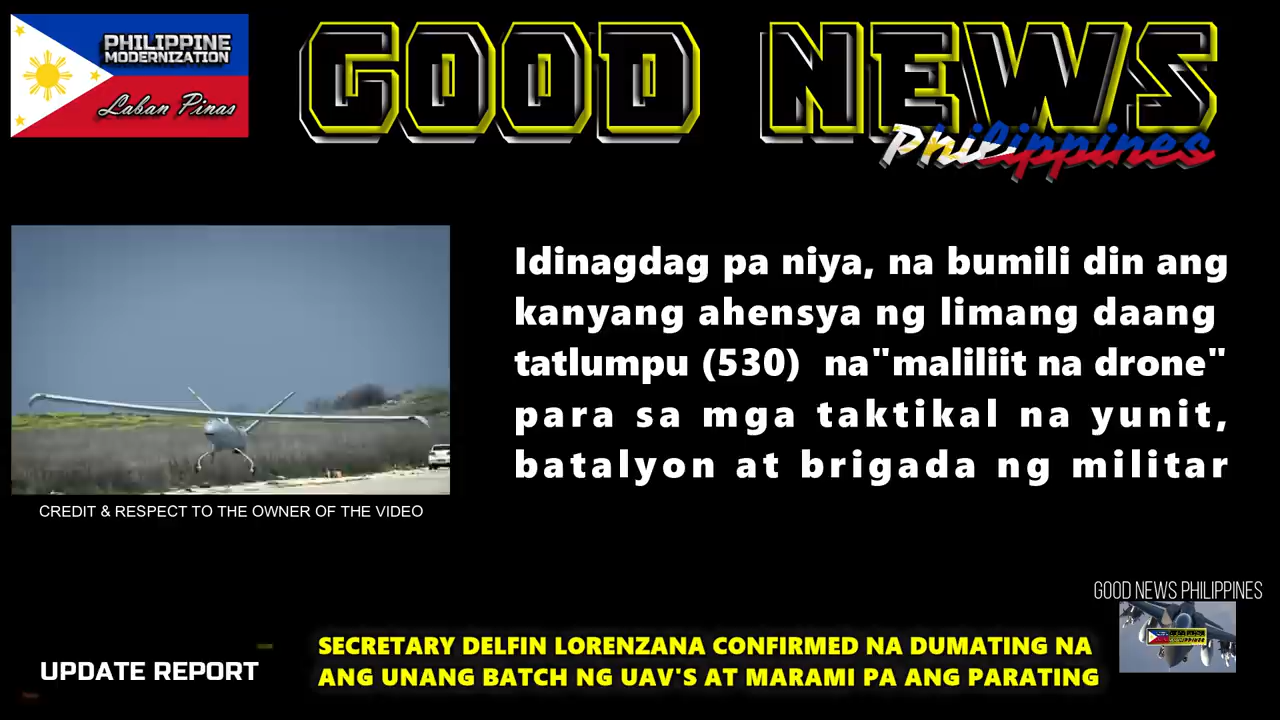 PHILIPPINE
MODERNIZATION
Laban Pinas
GOOD NEWS
Philippines
Idinagdag pa niya, na bumili din ang
kanyang ahensya ng limang daang
tatlumpu (530) na"maliliit na drone"
para sa mga taktikal na yunit,
batalyon at brigada ng militar
CREDIT & RESPECT TO THE OWNER OF THE VIDEO
GOOD NEWS PHILIPPINES
UPDATE REPORT
SECRETARY DELFIN LORENZANA CONFIRMED NA DUMATING NA
ANG UNANG BATCH NG UAV'S AT MARAMI PA ANG PARATING